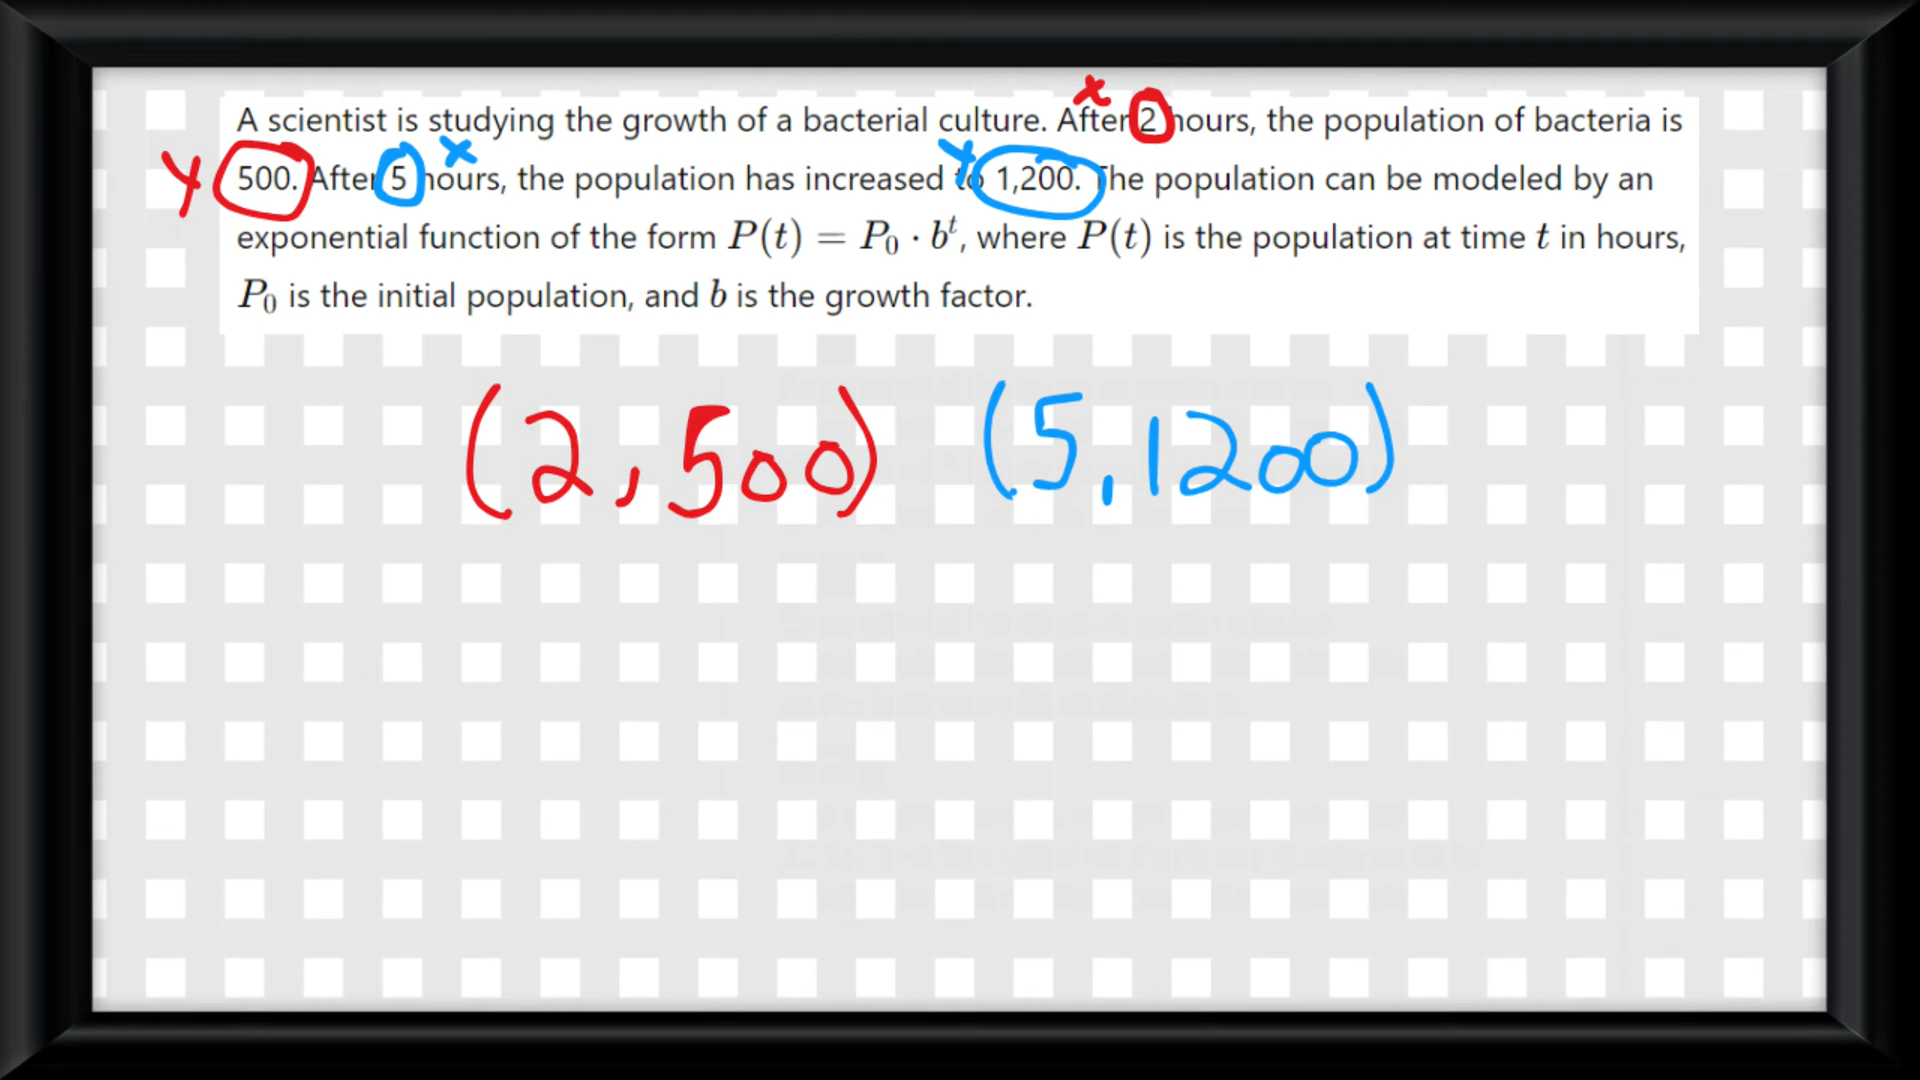 A scientist is studying the growth of a bacterial culture. After 2 hours, the population of bacteria is
500. After 5 hours, the population has increased to 1,200. The population can be modeled by an
exponential function of the form P(t) = P₀ · bᵗ, where P(t) is the population at time t in hours,
P₀ is the initial population, and b is the growth factor.
x
y
x
y
(2, 500) (5, 1200)